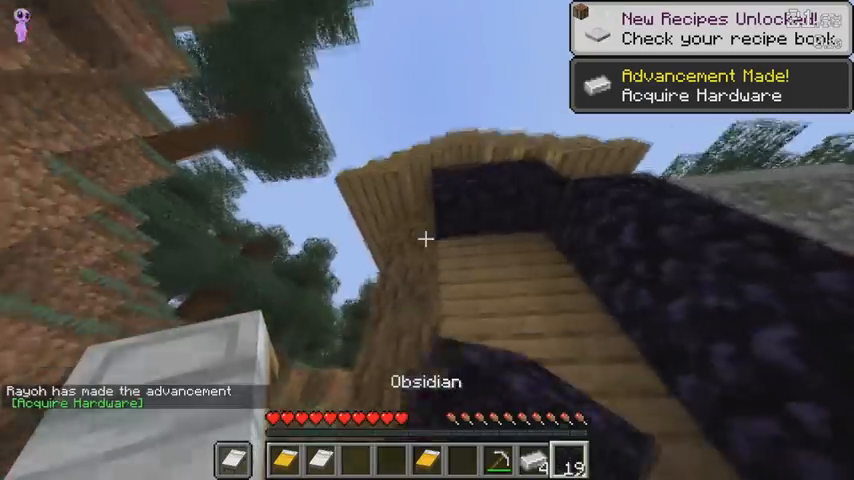 New Recipes Unlocked!
Check your recipe book
Advancement Made!
Acquire Hardware
Obsidian
Rayoh has made the advancement
[Acquire Hardware]
4
19